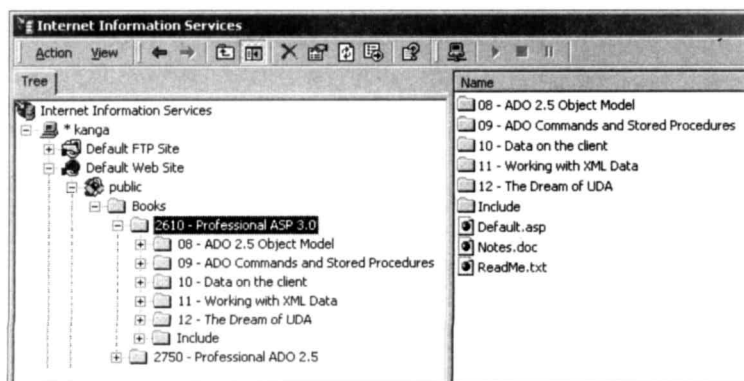 Internet Information Services
Action View
Tree
Internet Information Services
* kanga
Default FTP Site
Default Web Site
public
Books
2610 - Professional ASP 3.0
08 - ADO 2.5 Object Model
09 - ADO Commands and Stored Procedures
10 - Data on the client
11 - Working with XML Data
12 - The Dream of UDA
Include
2750 - Professional ADO 2.5
Name
08 - ADO 2.5 Object Model
09 - ADO Commands and Stored Procedures
10 - Data on the client
11 - Working with XML Data
12 - The Dream of UDA
Include
Default.asp
Notes.doc
ReadMe.txt